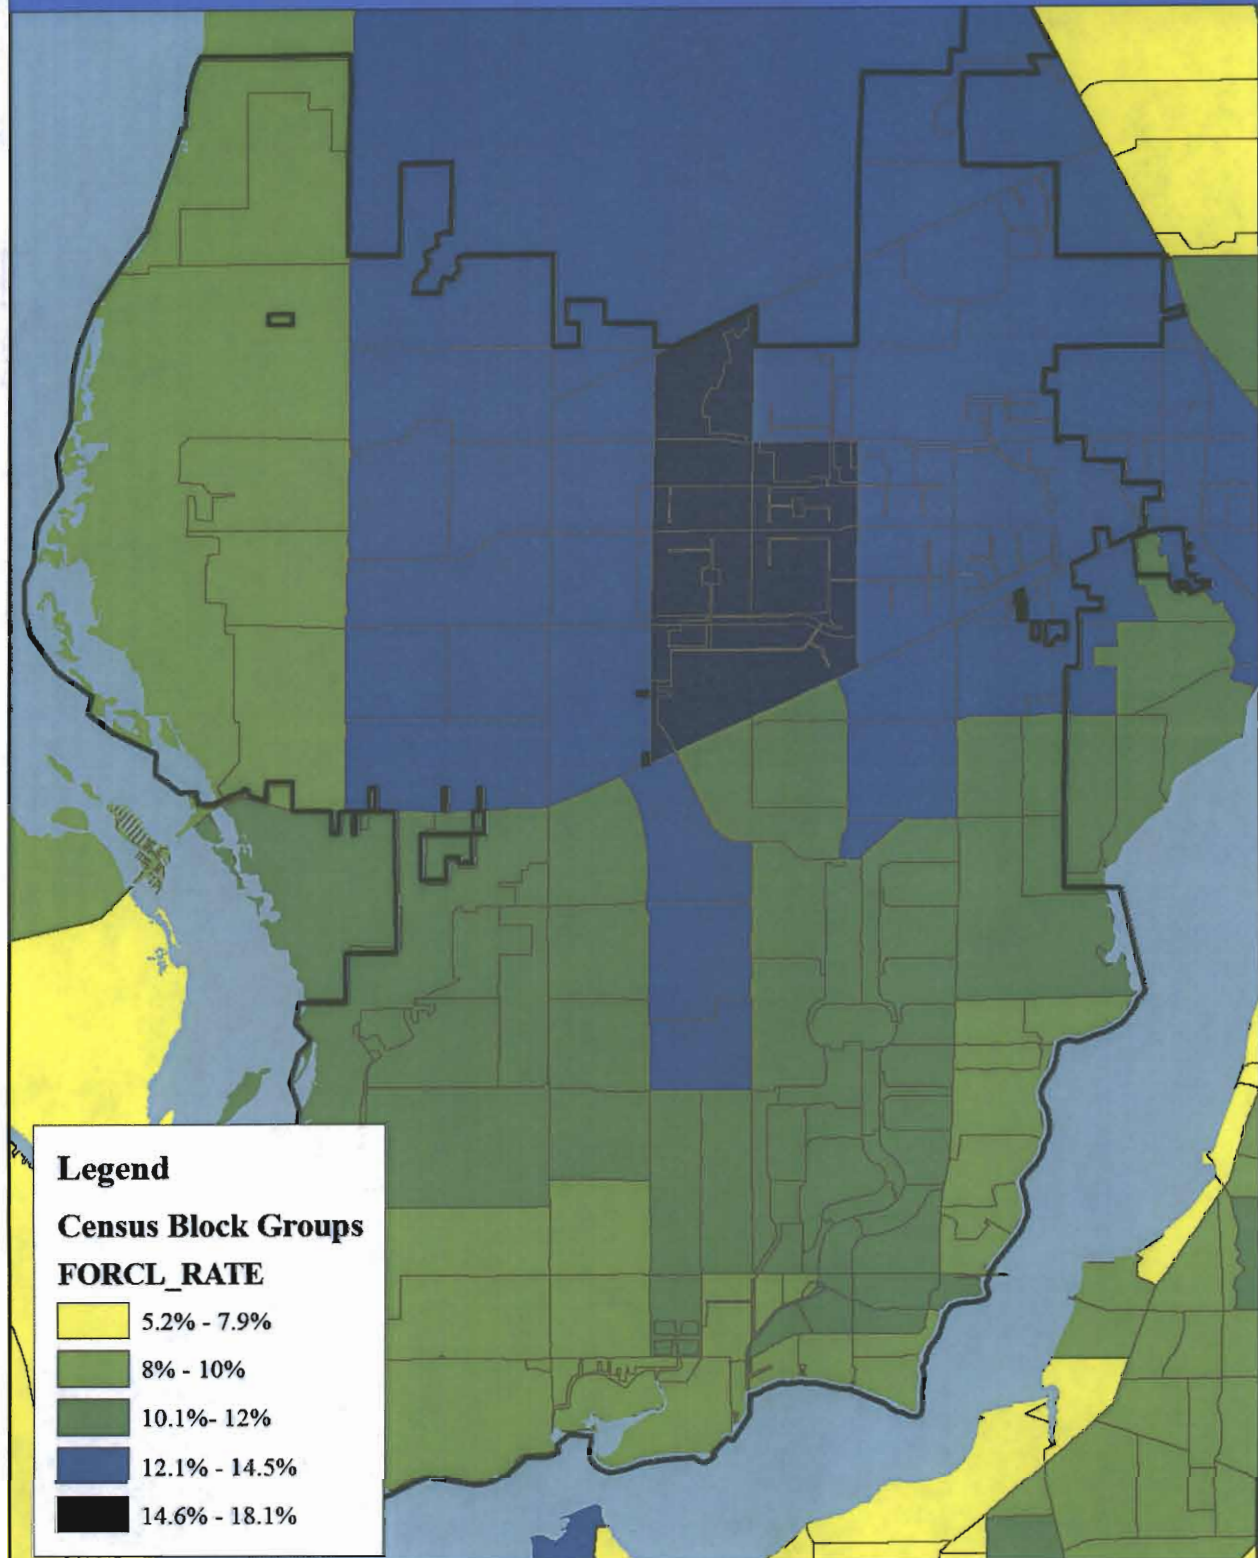 Legend
Census Block Groups
FORCL_RATE
5.2% - 7.9%
8% - 10%
10.1%- 12%
12.1% - 14.5%
14.6% - 18.1%